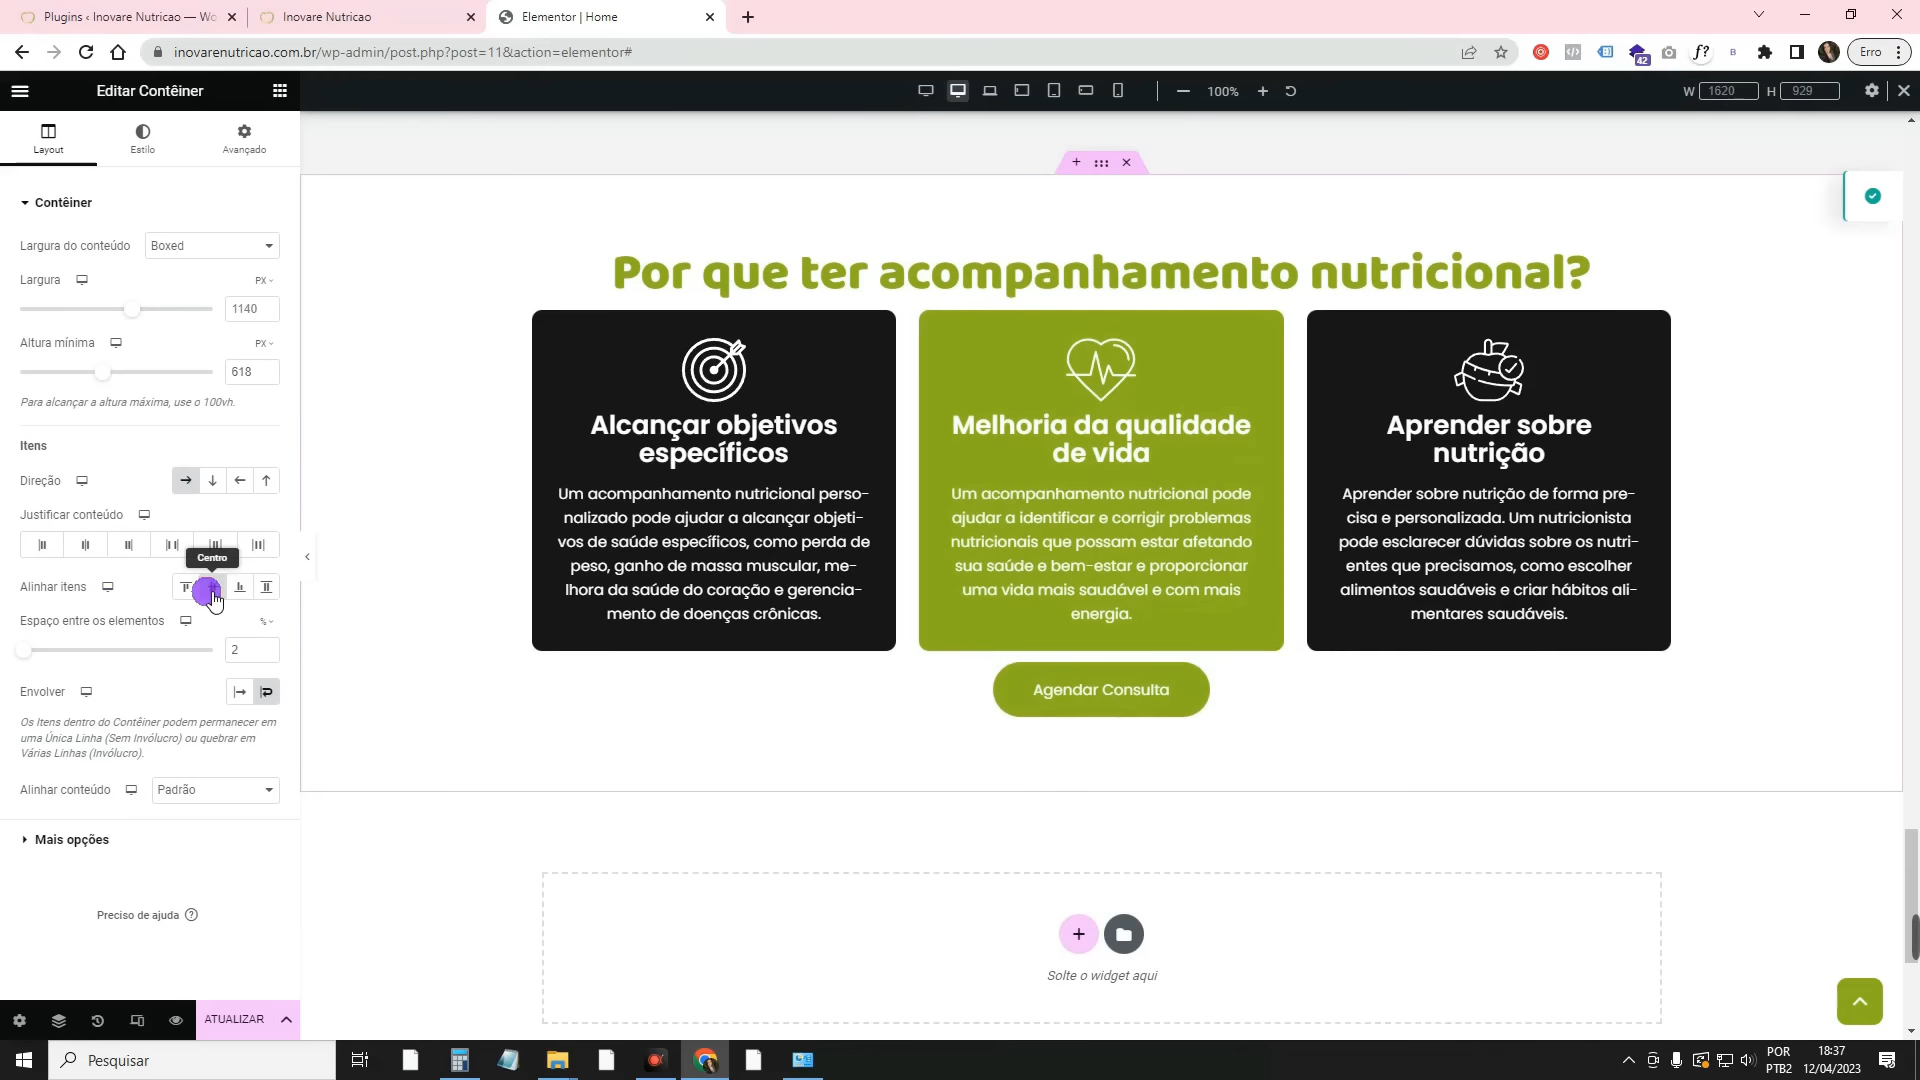 Plugins ‹ Inovare Nutricao — Wo
Inovare Nutricao
Elementor | Home
inovarenutricao.com.br/wp-admin/post.php?post=11&action=elementor#
42
f?
B
Erro
Editar Contêiner
100%
W 1620
H 929
Layout
Estilo
Avançado
Contêiner
Largura do conteúdo
Boxed
Largura
PX
1140
Altura mínima
PX
618
Para alcançar a altura máxima, use o 100vh.
Itens
Direção
Justificar conteúdo
Centro
Alinhar itens
Espaço entre os elementos
%
2
Envolver
Os Itens dentro do Contêiner podem permanecer em
uma Única Linha (Sem Invólucro) ou quebrar em
Várias Linhas (Invólucro).
Alinhar conteúdo
Padrão
Mais opções
Preciso de ajuda
ATUALIZAR
Por que ter acompanhamento nutricional?
Alcançar objetivos
específicos
Um acompanhamento nutricional perso-
nalizado pode ajudar a alcançar objeti-
vos de saúde específicos, como perda de
peso, ganho de massa muscular, me-
lhora da saúde do coração e gerencia-
mento de doenças crônicas.
Melhoria da qualidade
de vida
Um acompanhamento nutricional pode
ajudar a identificar e corrigir problemas
nutricionais que possam estar afetando
sua saúde e bem-estar e proporcionar
uma vida mais saudável e com mais
energia.
Aprender sobre
nutrição
Aprender sobre nutrição de forma pre-
cisa e personalizada. Um nutricionista
pode esclarecer dúvidas sobre os nutri-
entes que precisamos, como escolher
alimentos saudáveis e criar hábitos ali-
mentares saudáveis.
Agendar Consulta
Solte o widget aqui
Pesquisar
POR
PTB2
18:37
12/04/2023